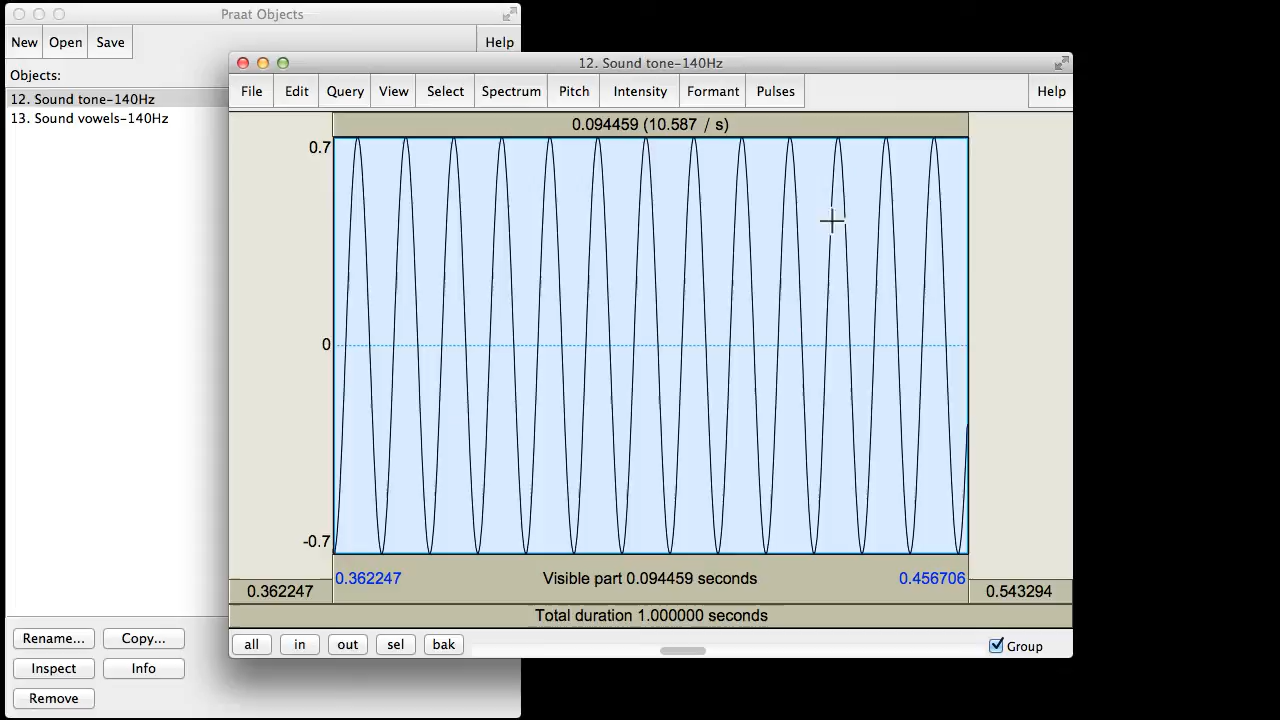 Praat Objects
New Open Save Help
Objects:
12. Sound tone-140Hz
13. Sound vowels-140Hz
Rename... Copy...
Inspect Info
Remove
12. Sound tone-140Hz
File Edit Query View Select Spectrum Pitch Intensity Formant Pulses Help
0.094459 (10.587 / s)
0.7
0
-0.7
0.362247 Visible part 0.094459 seconds 0.456706
0.362247 0.543294
Total duration 1.000000 seconds
all in out sel bak Group